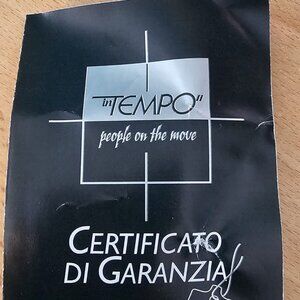 "inTEMPO"
people on the move
CERTIFICATO
DI GARANZIA